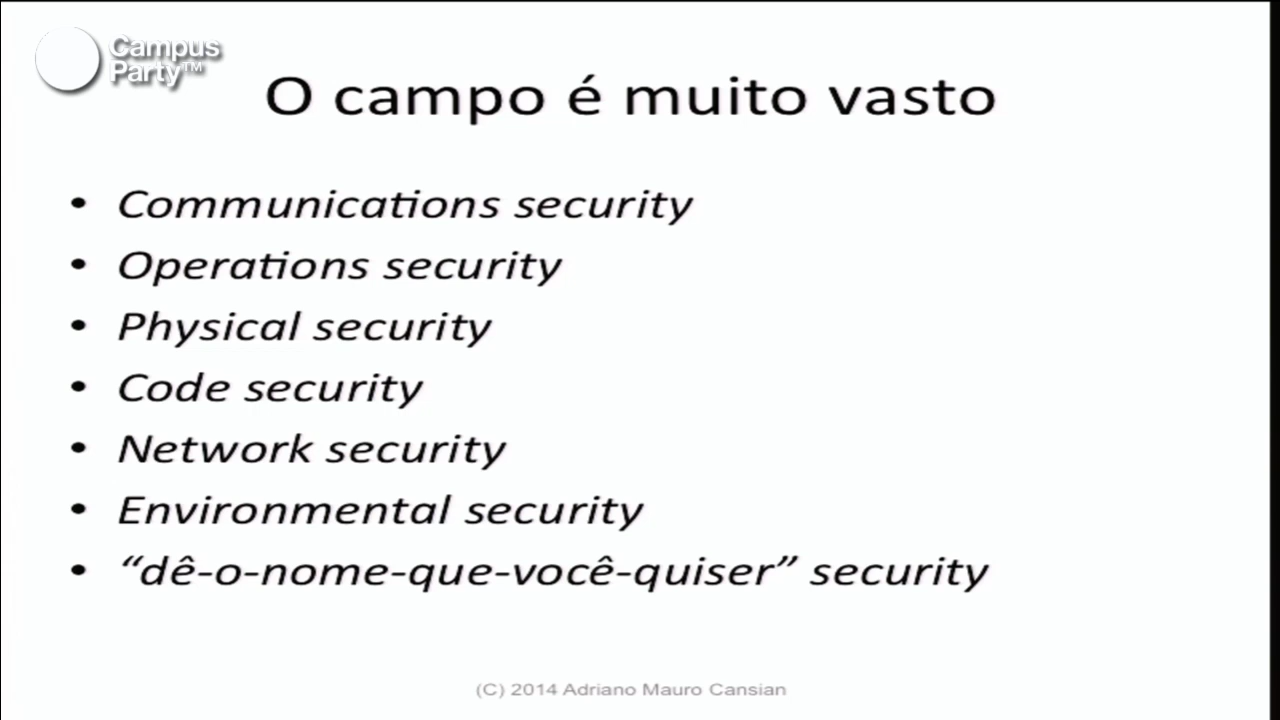 Campus
Party™
O campo é muito vasto
• Communications security
• Operations security
• Physical security
• Code security
• Network security
• Environmental security
• “dê-o-nome-que-você-quiser” security
(C) 2014 Adriano Mauro Cansian